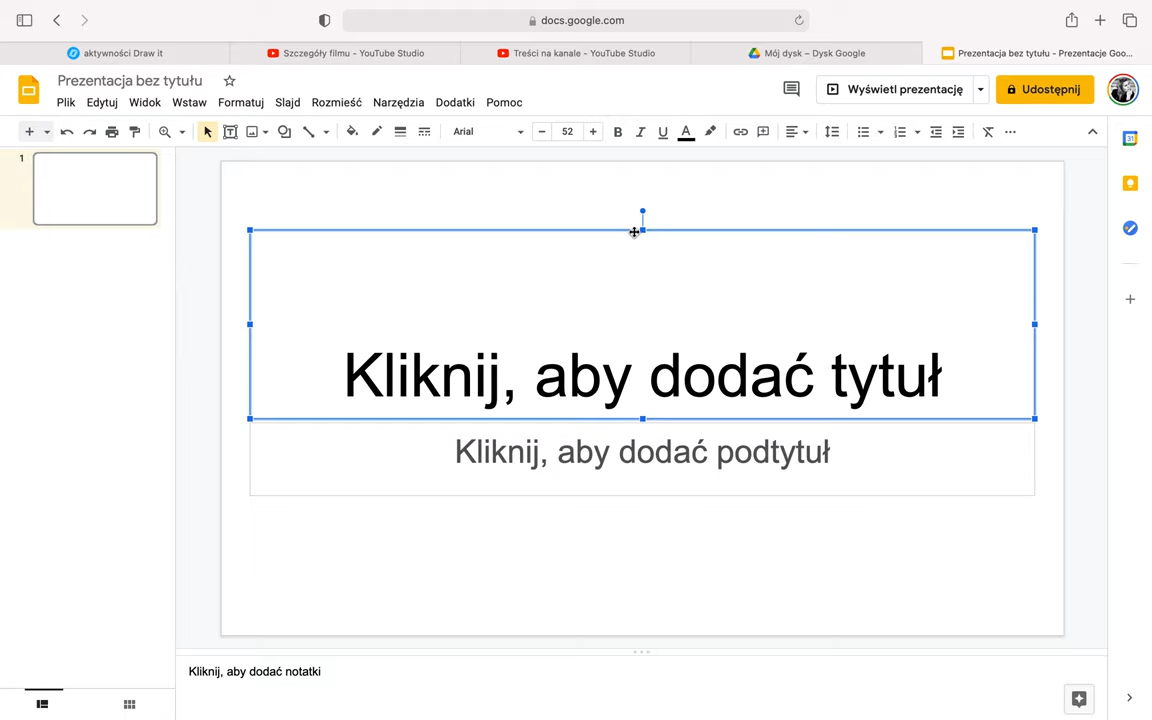 docs.google.com
aktywności Draw it
Szczegóły filmu - YouTube Studio
Treści na kanale - YouTube Studio
Mój dysk – Dysk Google
Prezentacja bez tytułu - Prezentacje Goo...
Prezentacja bez tytułu
Plik Edytuj Widok Wstaw Formatuj Slajd Rozmieść Narzędzia Dodatki Pomoc
Wyświetl prezentację
Udostępnij
Arial
52
B I U A
31
1
Kliknij, aby dodać tytuł
Kliknij, aby dodać podtytuł
Kliknij, aby dodać notatki